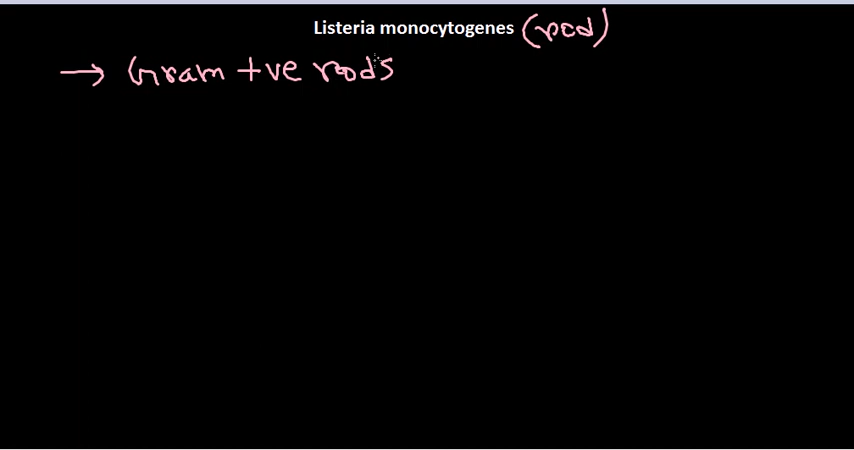 Listeria monocytogenes (rod)
→ Gram +ve rods